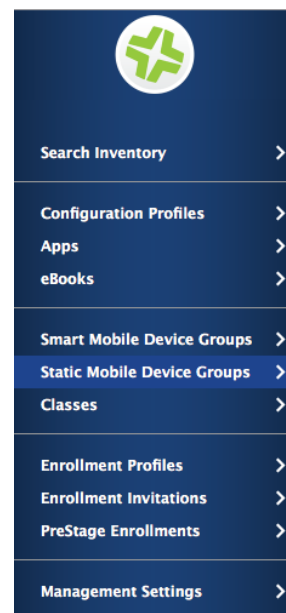 Search Inventory
Configuration Profiles
Apps
eBooks
Smart Mobile Device Groups
Static Mobile Device Groups
Classes
Enrollment Profiles
Enrollment Invitations
PreStage Enrollments
Management Settings